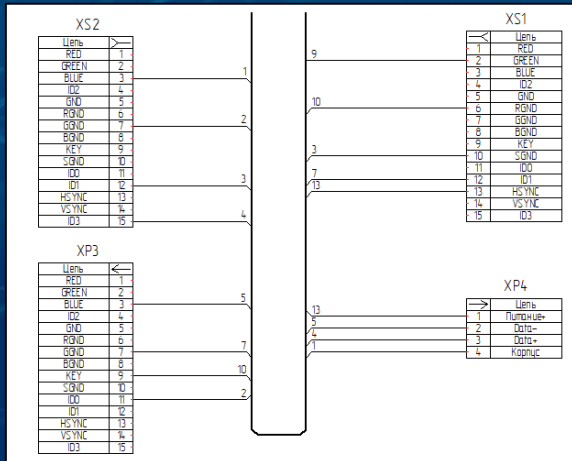 XS2
Цепь
RED 1
GREEN 2
BLUE 3
ID2 4
GND 5
RGND 6
GGND 7
BGND 8
KEY 9
SGND 10
ID0 11
ID1 12
HSYNC 13
VSYNC 14
ID3 15
1
2
3
4
XP3
Цепь
RED 1
GREEN 2
BLUE 3
ID2 4
GND 5
RGND 6
GGND 7
BGND 8
KEY 9
SGND 10
ID0 11
ID1 12
HSYNC 13
VSYNC 14
ID3 15
5
7
10
2
XS1
Цепь
1 RED
2 GREEN
3 BLUE
4 ID2
5 GND
6 RGND
7 GGND
8 BGND
9 KEY
10 SGND
11 ID0
12 ID1
13 HSYNC
14 VSYNC
15 ID3
9
10
3
7
13
XP4
Цепь
1 Питание+
2 Data-
3 Data+
4 Корпус
13
5
4
1